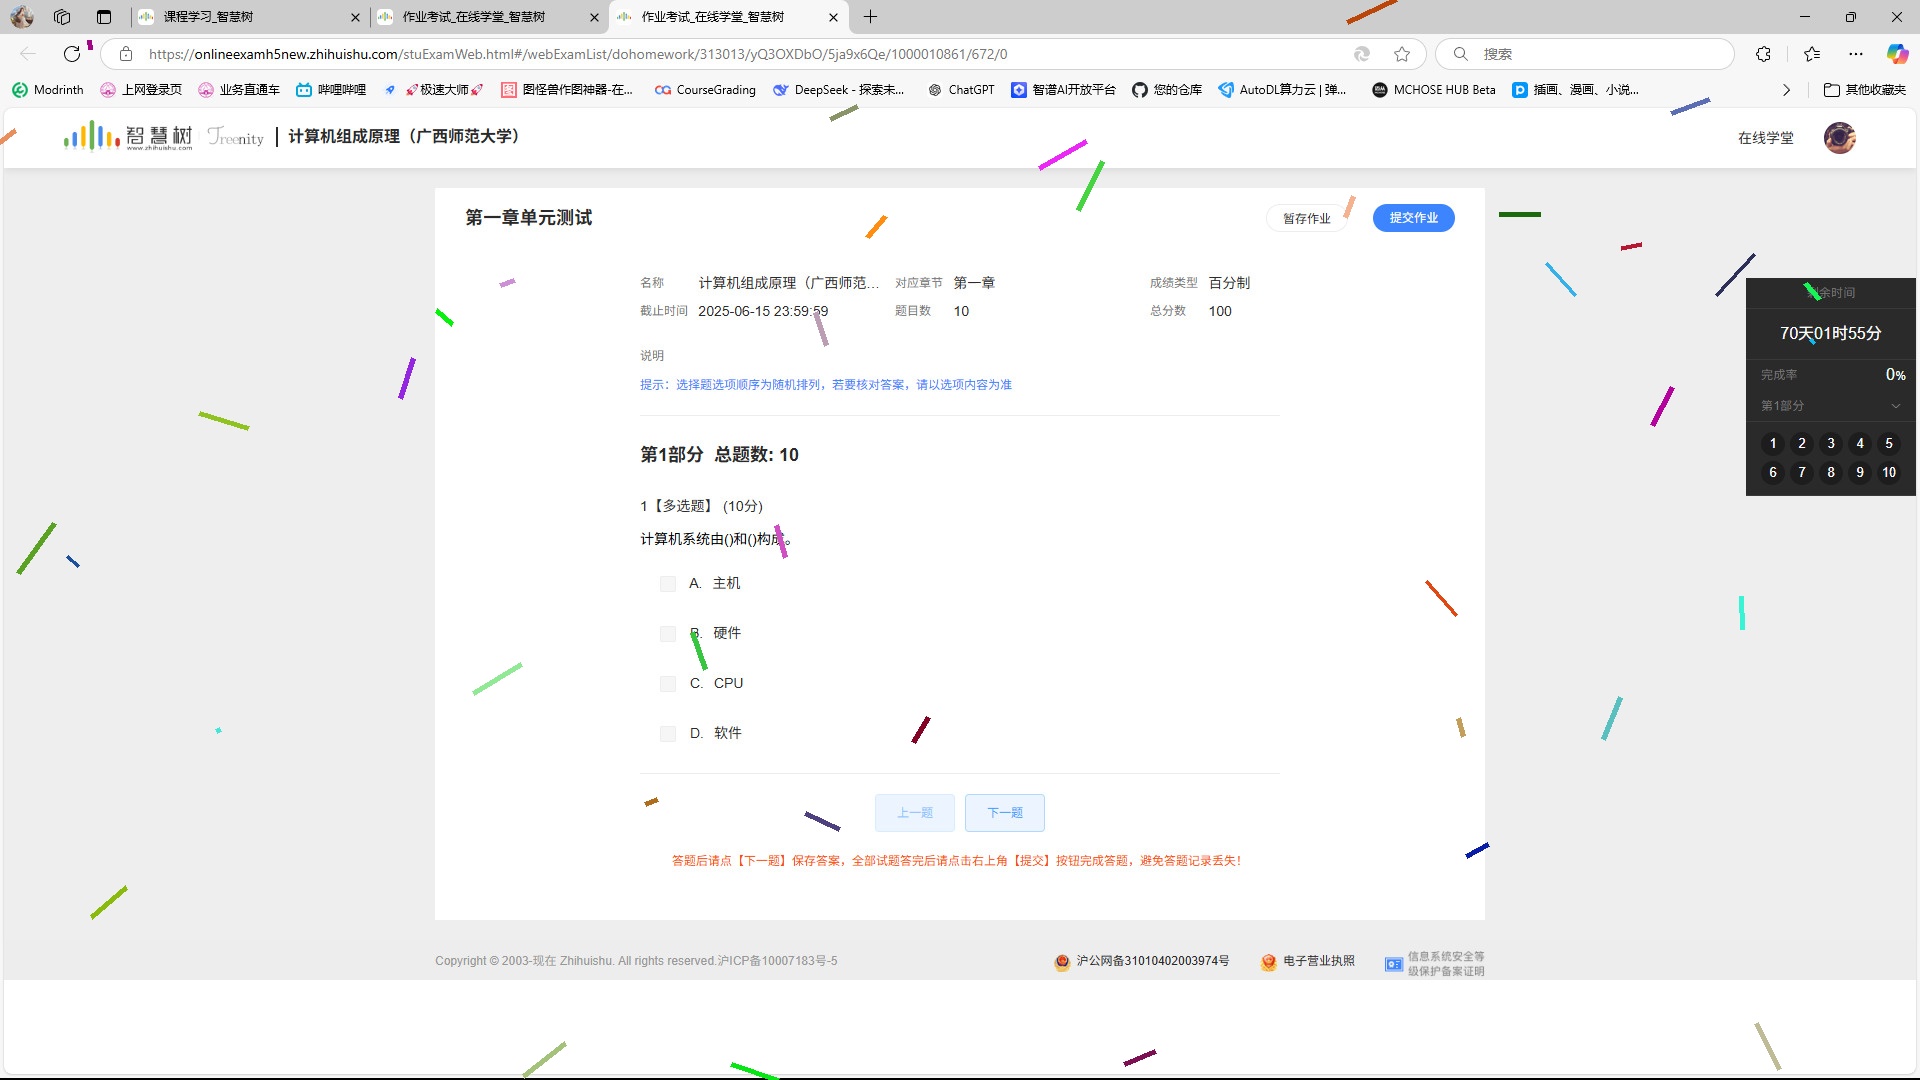 课程学习_智慧树
作业考试_在线学堂_智慧树
作业考试_在线学堂_智慧树
https://onlineexamh5new.zhihuishu.com/stuExamWeb.html#/webExamList/dohomework/313013/yQ3OXDbO/5ja9x6Qe/1000010861/672/0
搜索
Modrinth
上网登录页
业务直通车
哔哩哔哩
🚀极速大师🚀
图怪兽作图神器-在...
CourseGrading
DeepSeek - 探索未...
ChatGPT
智谱AI开放平台
您的仓库
AutoDL算力云 | 弹...
MCHOSE HUB Beta
插画、漫画、小说...
其他收藏夹
智慧树
www.zhihuishu.com
Treenity
计算机组成原理（广西师范大学）
在线学堂
第一章单元测试
暂存作业
提交作业
名称 计算机组成原理（广西师范... 对应章节 第一章 成绩类型 百分制
截止时间 2025-06-15 23:59:59 题目数 10 总分数 100
说明
提示：选择题选项顺序为随机排列，若要核对答案，请以选项内容为准
第1部分 总题数: 10
1【多选题】 (10分)
计算机系统由()和()构成。
A. 主机
B. 硬件
C. CPU
D. 软件
上一题
下一题
答题后请点【下一题】保存答案，全部试题答完后请点击右上角【提交】按钮完成答题，避免答题记录丢失！
剩余时间
70天01时55分
完成率 0%
第1部分
1 2 3 4 5
6 7 8 9 10
Copyright © 2003-现在 Zhihuishu. All rights reserved.沪ICP备10007183号-5
沪公网备31010402003974号
电子营业执照
信息系统安全等
级保护备案证明